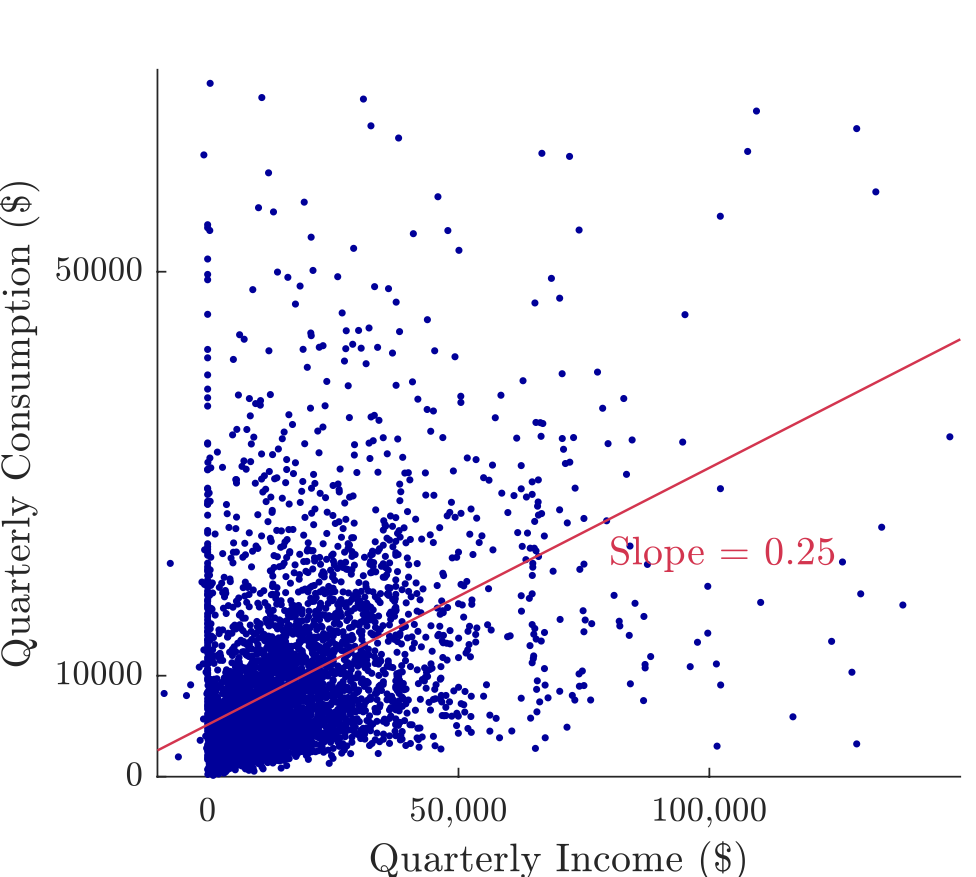 Quarterly Consumption ($)
50000
10000
0
Slope = 0.25
0
50,000
100,000
Quarterly Income ($)